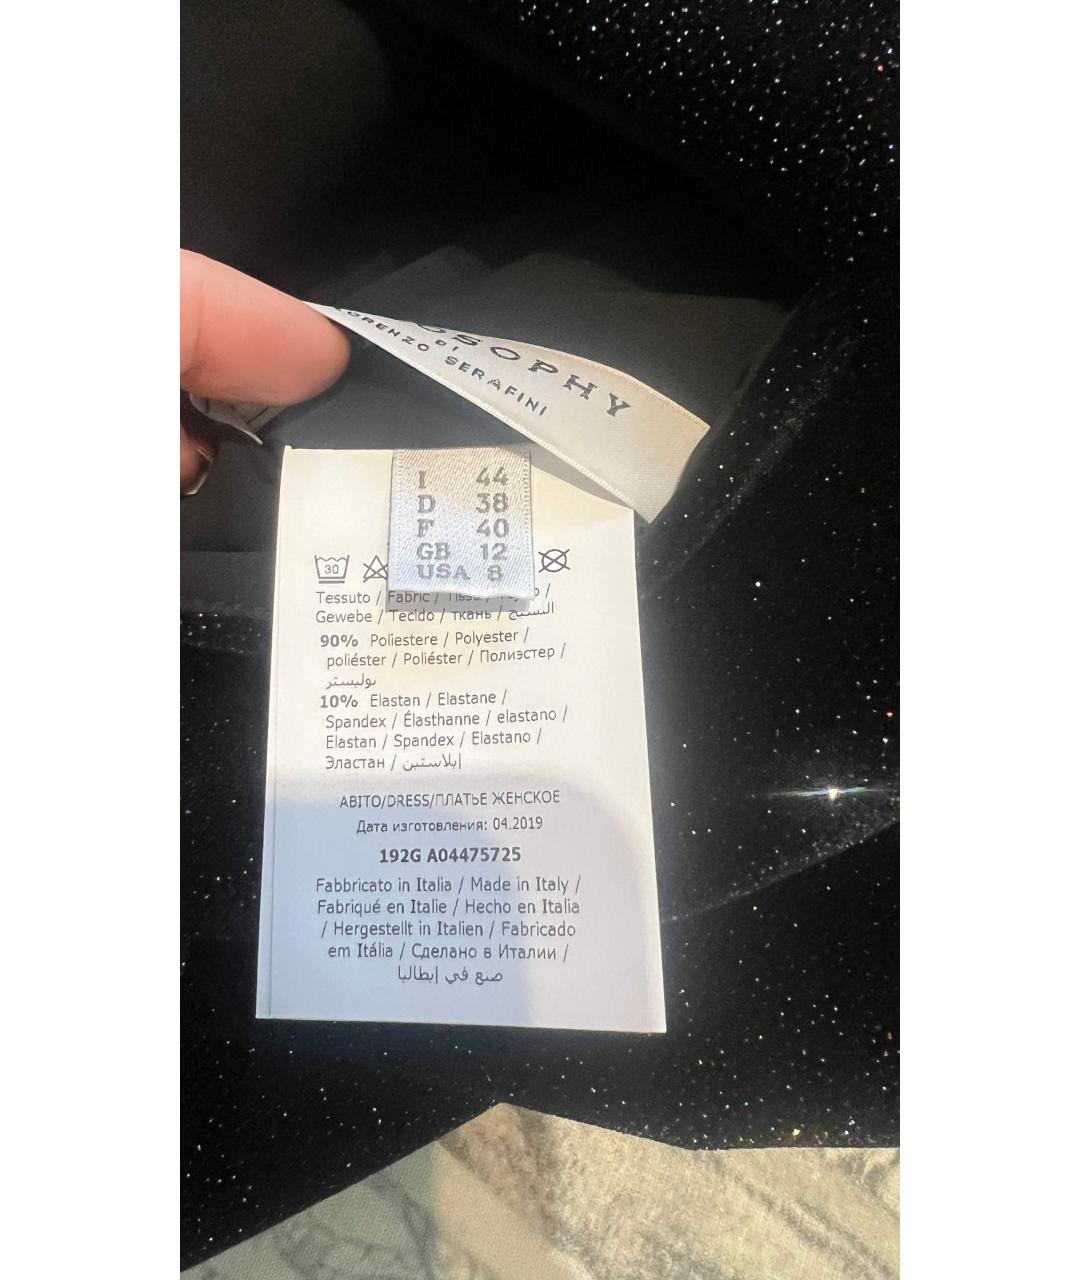 OSOPHY
DI
LORENZO SERAFINI
I 44
D 38
F 40
GB 12
USA 8
30
Tessuto / Fabric /
Gewebe / Tecido / ткань / النسيج
90% Poliestere / Polyester /
poliéster / Poliéster / Полиэстер /
بوليستر
10% Elastan / Elastane /
Spandex / Élasthanne / elastano /
Elastan / Spandex / Elastano /
Эластан / إيلاستين
ABITO/DRESS/ПЛАТЬЕ ЖЕНСКОЕ
Дата изготовления: 04.2019
192G A04475725
Fabbricato in Italia / Made in Italy /
Fabriqué en Italie / Hecho en Italia
/ Hergestellt in Italien / Fabricado
em Itália / Сделано в Италии /
صنع في إيطاليا